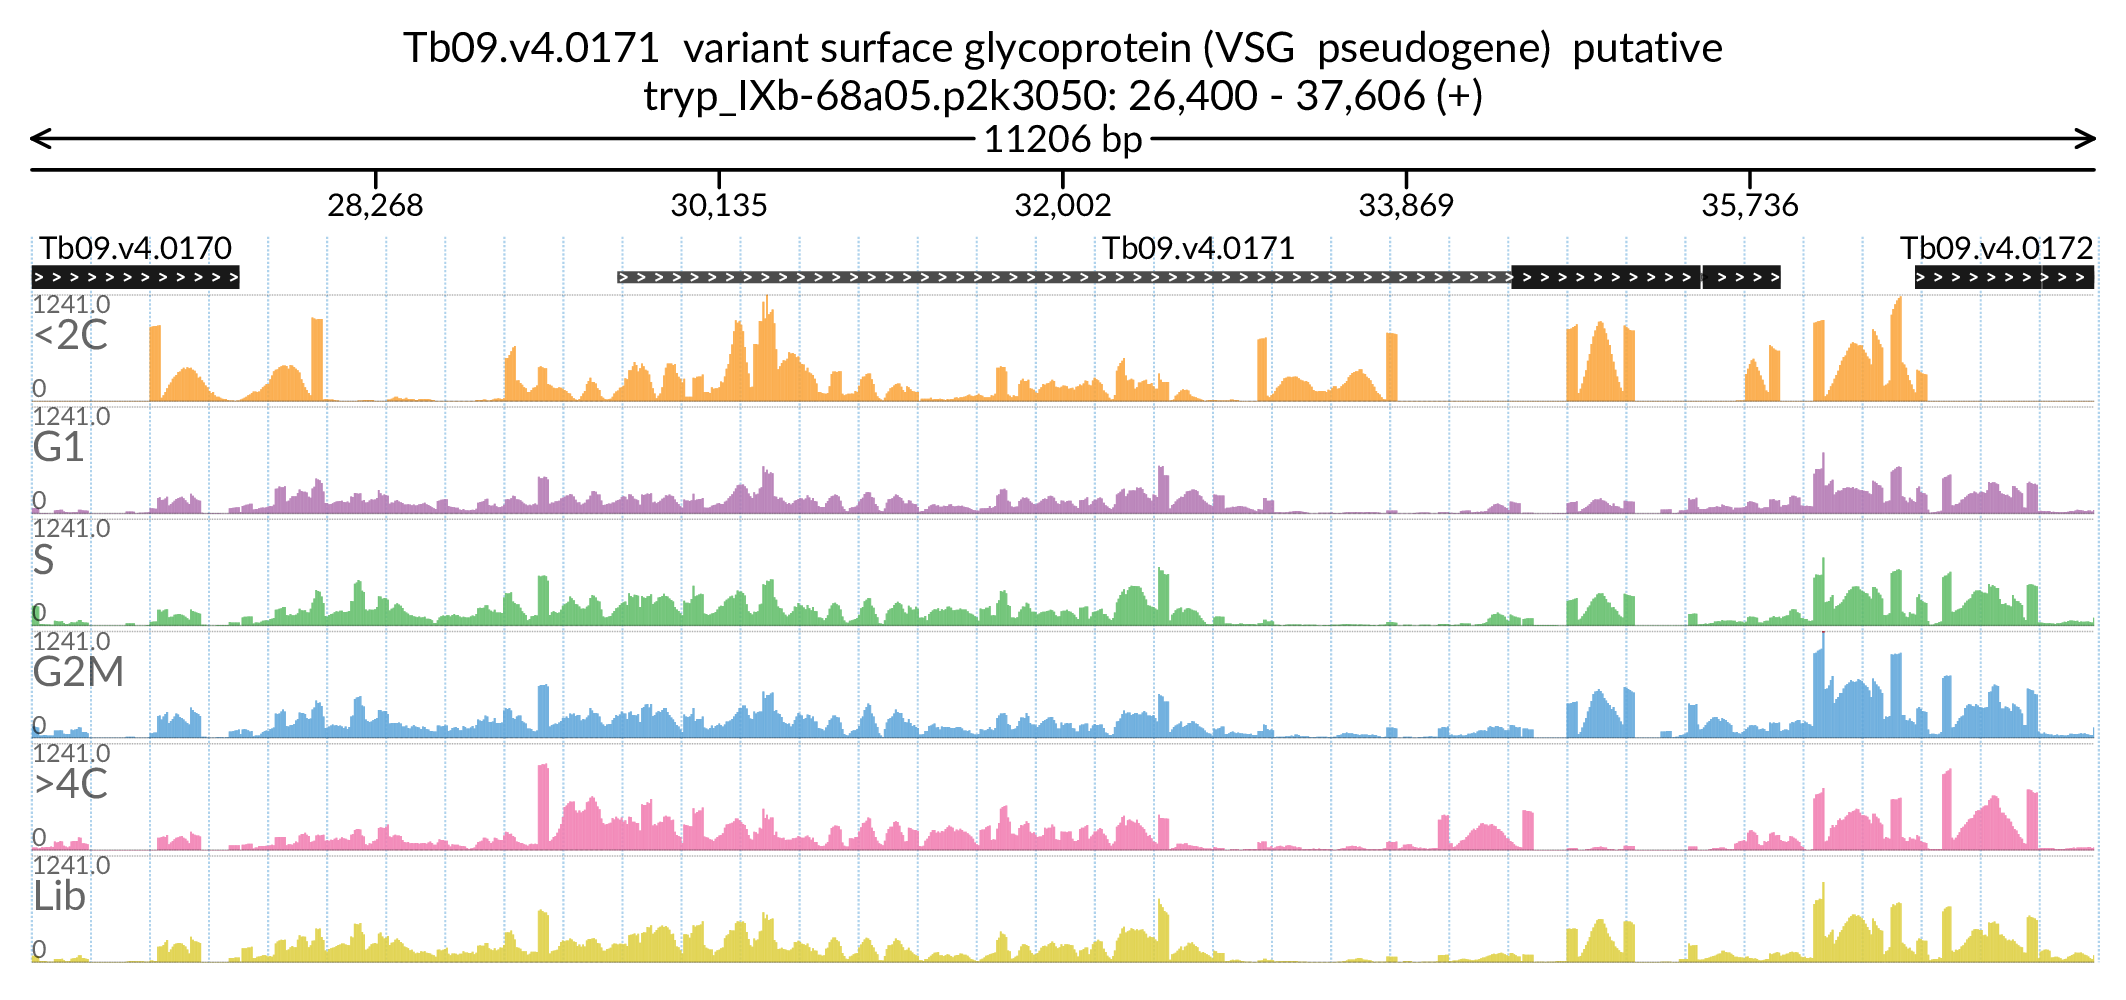 Tb09.v4.0171 variant surface glycoprotein (VSG pseudogene) putative
tryp_IXb-68a05.p2k3050: 26,400 - 37,606 (+)
11206 bp
28,268 30,135 32,002 33,869 35,736
Tb09.v4.0170 Tb09.v4.0171 Tb09.v4.0172
1241.0
<2C
0
1241.0
G1
0
1241.0
S
0
1241.0
G2M
0
1241.0
>4C
0
1241.0
Lib
0